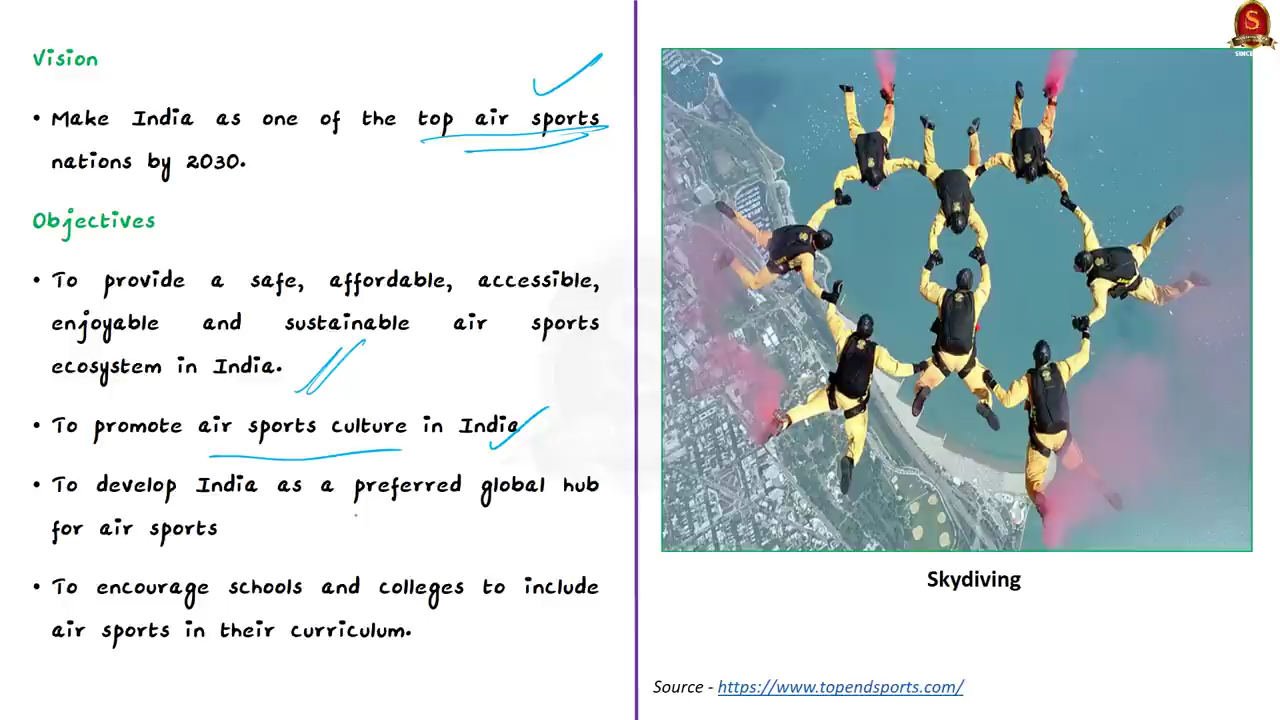 Vision
• Make India as one of the top air sports
nations by 2030.
Objectives
• To provide a safe, affordable, accessible,
enjoyable and sustainable air sports
ecosystem in India.
• To promote air sports culture in India
• To develop India as a preferred global hub
for air sports
• To encourage schools and colleges to include
air sports in their curriculum.
S
SINCE
Skydiving
Source - https://www.topendsports.com/